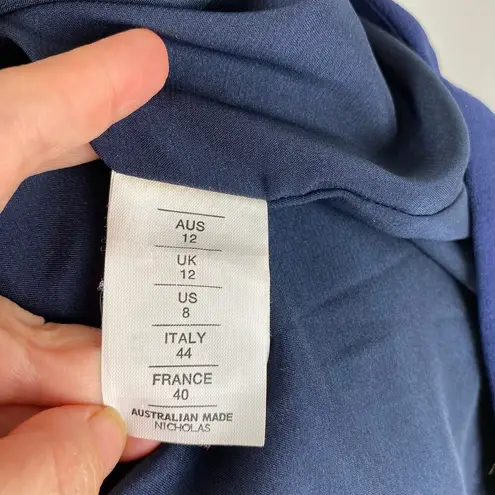 AUS
12
UK
12
US
8
ITALY
44
FRANCE
40
AUSTRALIAN MADE
NICHOLAS